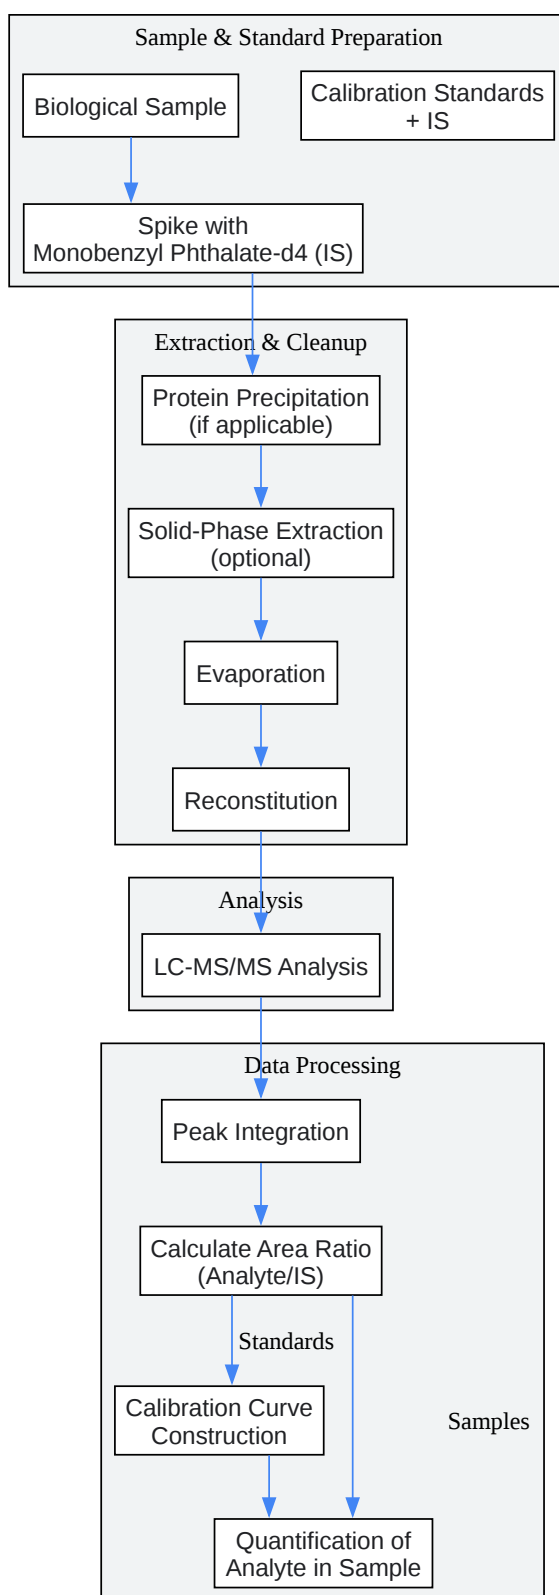 Sample & Standard Preparation
Biological Sample
Calibration Standards
+ IS
Spike with
Monobenzyl Phthalate-d4 (IS)
Extraction & Cleanup
Protein Precipitation
(if applicable)
Solid-Phase Extraction
(optional)
Evaporation
Reconstitution
Analysis
LC-MS/MS Analysis
Data Processing
Peak Integration
Calculate Area Ratio
(Analyte/IS)
Standards
Calibration Curve
Construction
Samples
Quantification of
Analyte in Sample